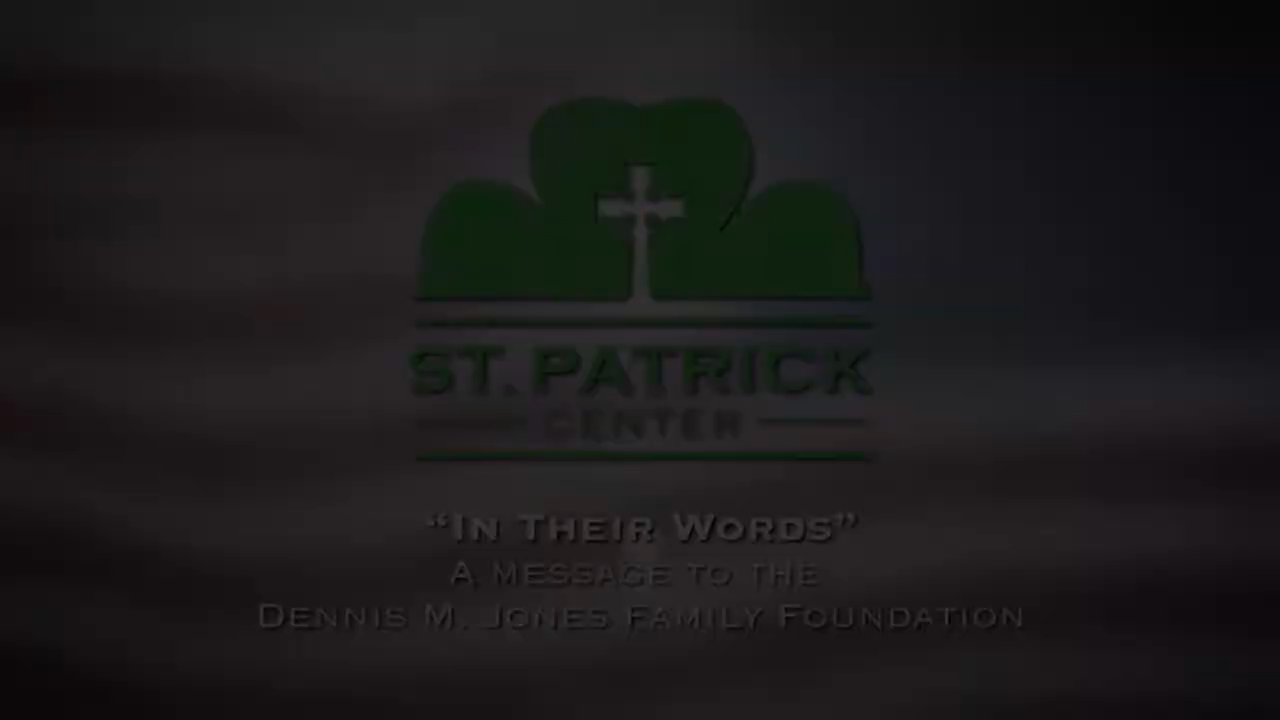 ST. PATRICK
CENTER
“IN THEIR WORDS”
A MESSAGE TO THE
DENNIS M. JONES FAMILY FOUNDATION